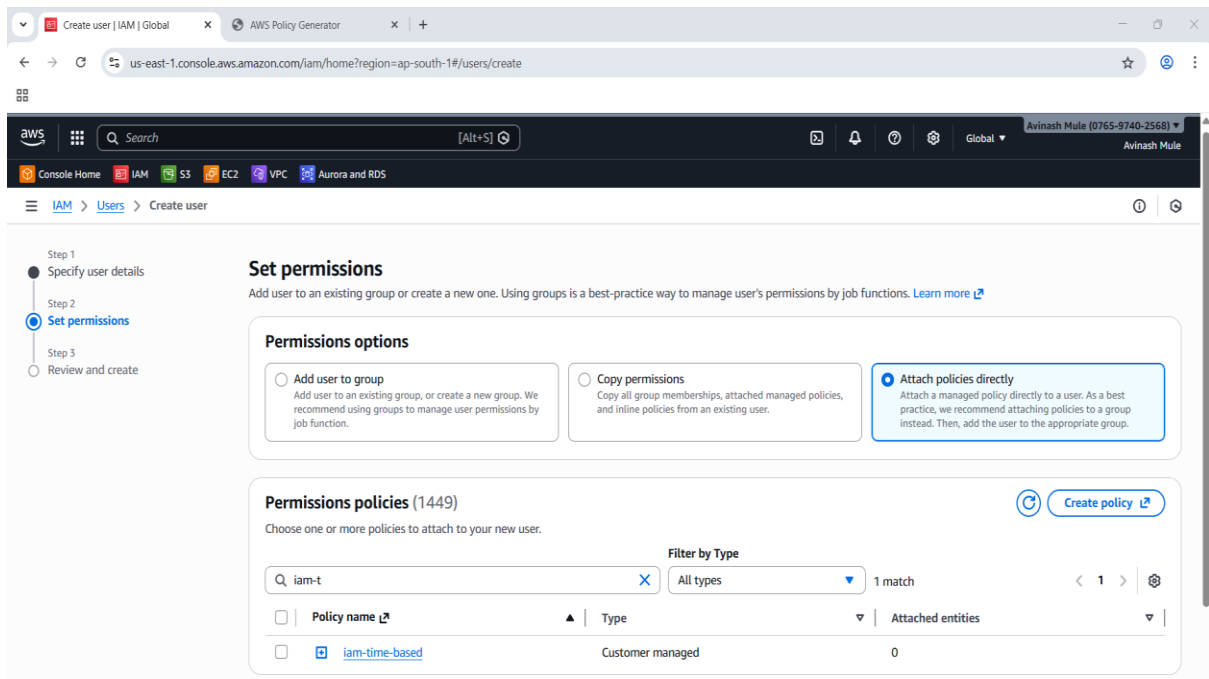 Create user | IAM | Global
AWS Policy Generator
us-east-1.console.aws.amazon.com/iam/home?region=ap-south-1#/users/create
aws
Search
[Alt+S]
Global
Avinash Mule (0765-9740-2568)
Avinash Mule
Console Home
IAM
S3
EC2
VPC
Aurora and RDS
IAM > Users > Create user
Step 1
Specify user details
Step 2
Set permissions
Step 3
Review and create
Set permissions
Add user to an existing group or create a new one. Using groups is a best-practice way to manage user's permissions by job functions. Learn more
Permissions options
Add user to group
Add user to an existing group, or create a new group. We
recommend using groups to manage user permissions by
job function.
Copy permissions
Copy all group memberships, attached managed policies,
and inline policies from an existing user.
Attach policies directly
Attach a managed policy directly to a user. As a best
practice, we recommend attaching policies to a group
instead. Then, add the user to the appropriate group.
Permissions policies (1449)
Create policy
Choose one or more policies to attach to your new user.
Filter by Type
iam-t
All types
1 match
1
Policy name
Type
Attached entities
iam-time-based
Customer managed
0